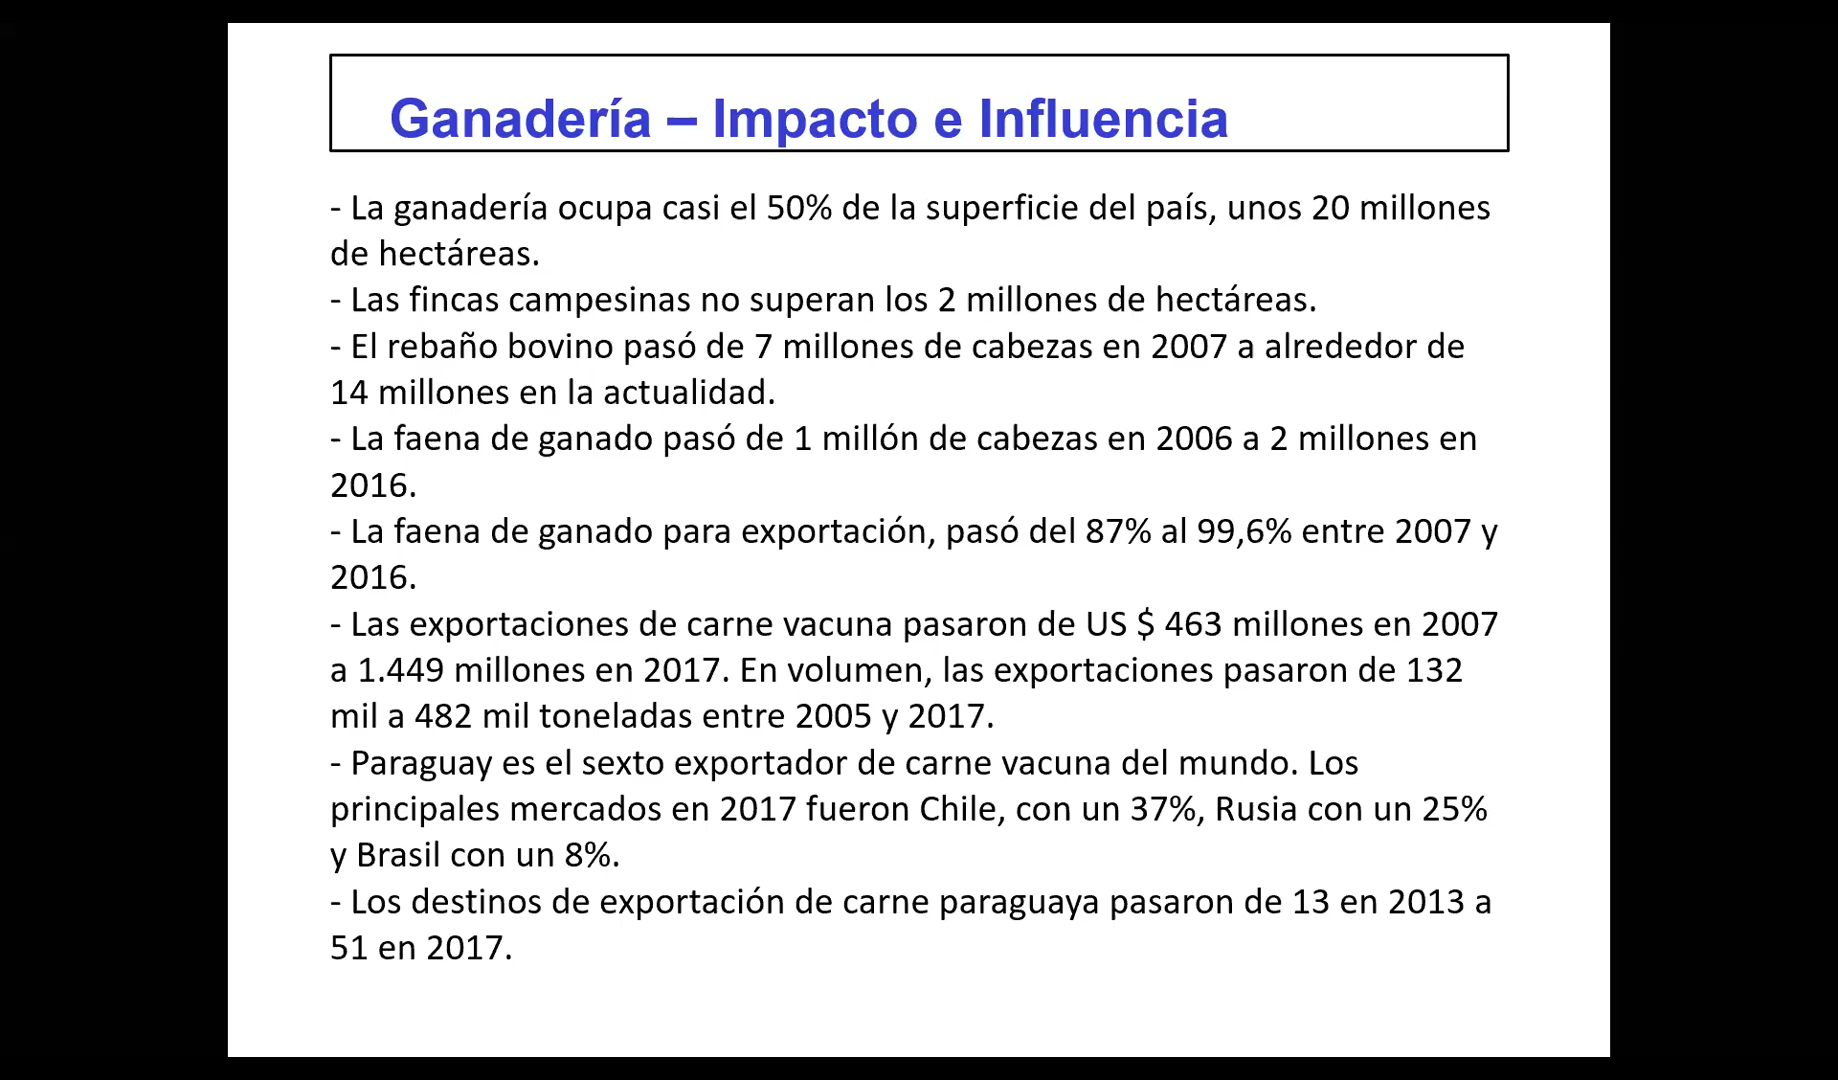 Ganadería – Impacto e Influencia
- La ganadería ocupa casi el 50% de la superficie del país, unos 20 millones
de hectáreas.
- Las fincas campesinas no superan los 2 millones de hectáreas.
- El rebaño bovino pasó de 7 millones de cabezas en 2007 a alrededor de
14 millones en la actualidad.
- La faena de ganado pasó de 1 millón de cabezas en 2006 a 2 millones en
2016.
- La faena de ganado para exportación, pasó del 87% al 99,6% entre 2007 y
2016.
- Las exportaciones de carne vacuna pasaron de US $ 463 millones en 2007
a 1.449 millones en 2017. En volumen, las exportaciones pasaron de 132
mil a 482 mil toneladas entre 2005 y 2017.
- Paraguay es el sexto exportador de carne vacuna del mundo. Los
principales mercados en 2017 fueron Chile, con un 37%, Rusia con un 25%
y Brasil con un 8%.
- Los destinos de exportación de carne paraguaya pasaron de 13 en 2013 a
51 en 2017.